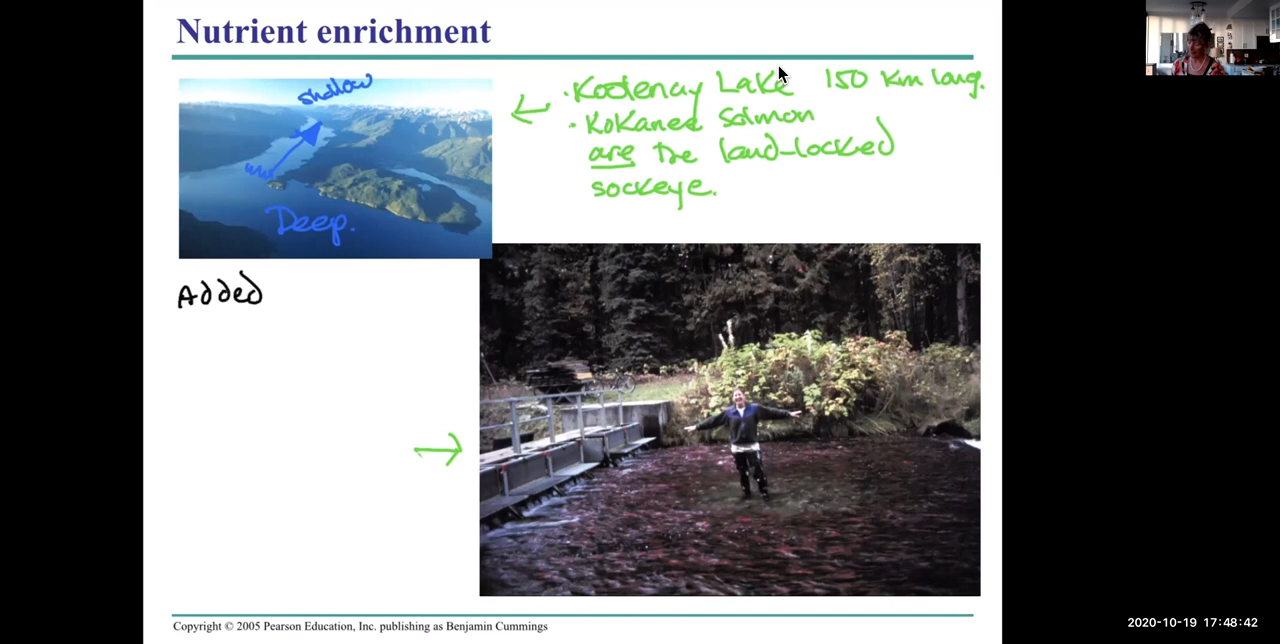 Nutrient enrichment
shallow
Deep.
· Kootenay Lake 150 Km long.
· Kokanee Salmon
are the land-locked
sockeye.
Added
Copyright © 2005 Pearson Education, Inc. publishing as Benjamin Cummings
2020-10-19 17:48:42